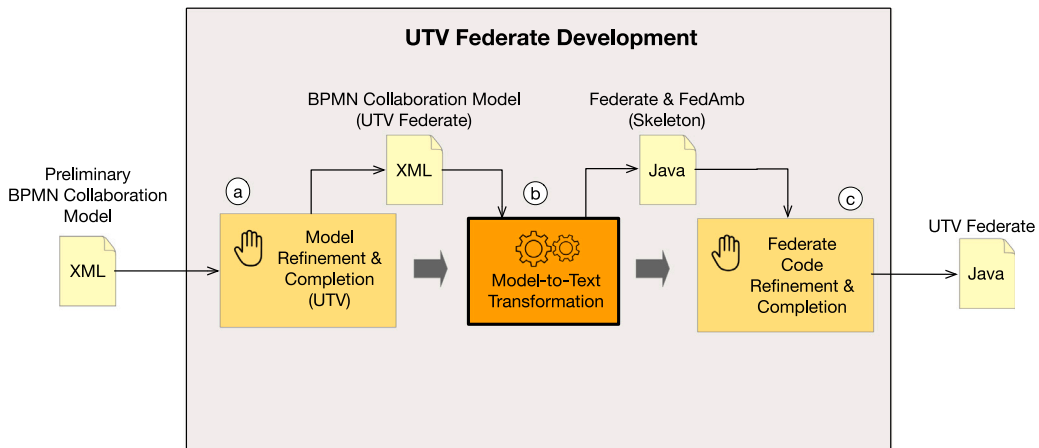 UTV Federate Development
BPMN Collaboration Model
(UTV Federate)
Federate & FedAmb
(Skeleton)
Preliminary
BPMN Collaboration
Model
XML
a
XML
b
Java
c
Model
Refinement &
Completion
(UTV)
Model-to-Text
Transformation
Federate
Code
Refinement &
Completion
UTV Federate
Java